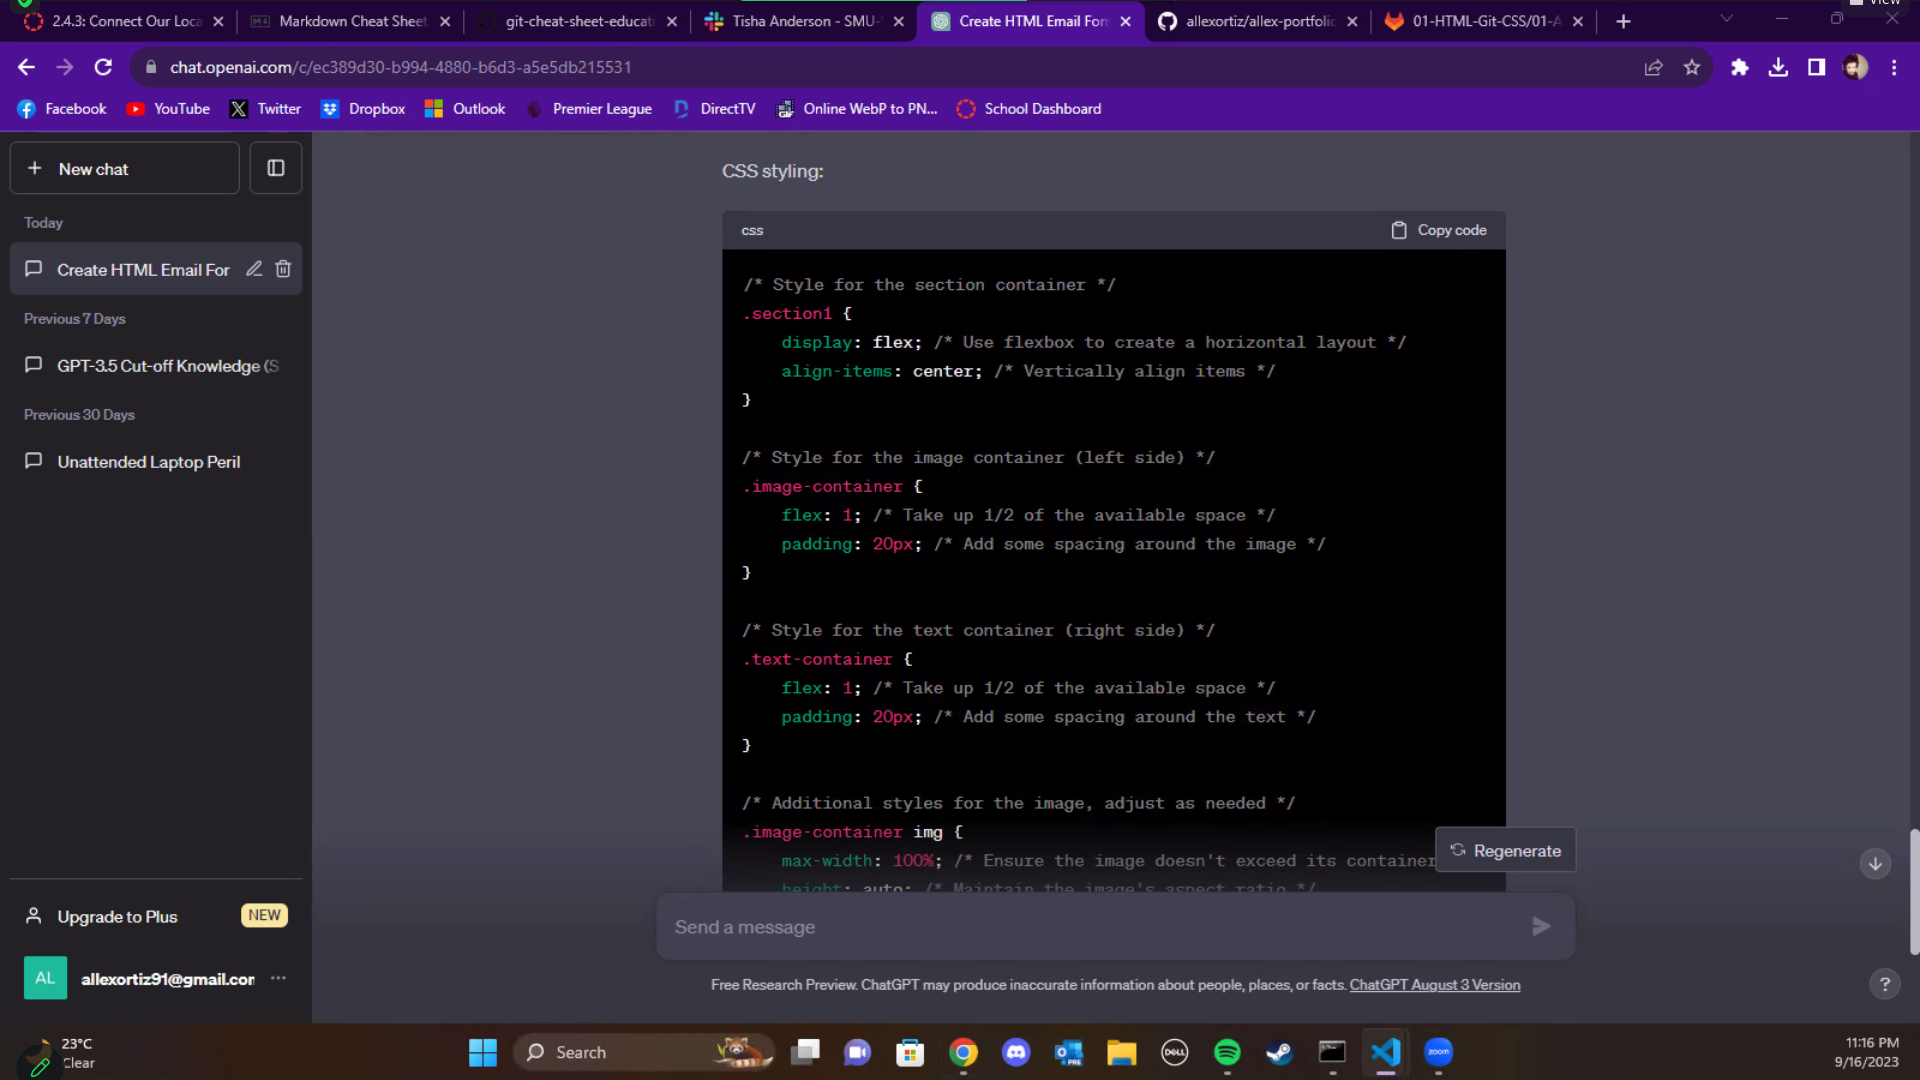 View
2.4.3: Connect Our Loca
Markdown Cheat Sheet
git-cheat-sheet-educati
Tisha Anderson - SMU-
Create HTML Email For
allexortiz/allex-portfolio
01-HTML-Git-CSS/01-A
chat.openai.com/c/ec389d30-b994-4880-b6d3-a5e5db215531
Facebook
YouTube
Twitter
Dropbox
Outlook
Premier League
DirectTV
Online WebP to PN...
School Dashboard
New chat
Today
Create HTML Email For
Previous 7 Days
GPT-3.5 Cut-off Knowledge (S
Previous 30 Days
Unattended Laptop Peril
Upgrade to Plus
NEW
AL
allexortiz91@gmail.com
CSS styling:
css
Copy code
/* Style for the section container */
.section1 {
display: flex; /* Use flexbox to create a horizontal layout */
align-items: center; /* Vertically align items */
}
/* Style for the image container (left side) */
.image-container {
flex: 1; /* Take up 1/2 of the available space */
padding: 20px; /* Add some spacing around the image */
}
/* Style for the text container (right side) */
.text-container {
flex: 1; /* Take up 1/2 of the available space */
padding: 20px; /* Add some spacing around the text */
}
/* Additional styles for the image, adjust as needed */
.image-container img {
max-width: 100%; /* Ensure the image doesn't exceed its container
height: auto; /* Maintain the image's aspect ratio */
Regenerate
Send a message
Free Research Preview. ChatGPT may produce inaccurate information about people, places, or facts. ChatGPT August 3 Version
?
23°C
Clear
Search
PRE
DELL
zoom
11:16 PM
9/16/2023